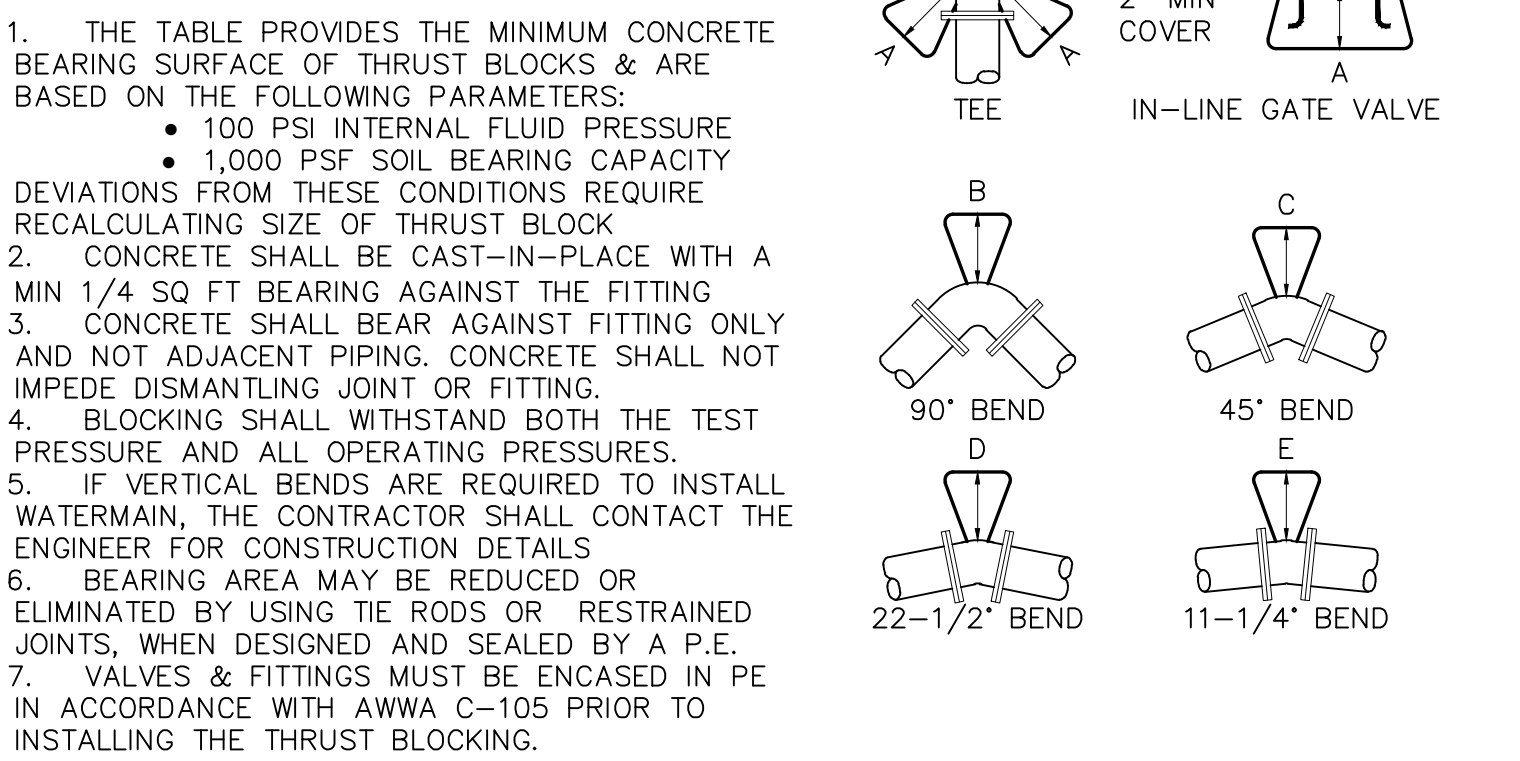 1. THE TABLE PROVIDES THE MINIMUM CONCRETE
BEARING SURFACE OF THRUST BLOCKS & ARE
BASED ON THE FOLLOWING PARAMETERS:
• 100 PSI INTERNAL FLUID PRESSURE
• 1,000 PSF SOIL BEARING CAPACITY
DEVIATIONS FROM THESE CONDITIONS REQUIRE
RECALCULATING SIZE OF THRUST BLOCK
2. CONCRETE SHALL BE CAST-IN-PLACE WITH A
MIN 1/4 SQ FT BEARING AGAINST THE FITTING
3. CONCRETE SHALL BEAR AGAINST FITTING ONLY
AND NOT ADJACENT PIPING. CONCRETE SHALL NOT
IMPEDE DISMANTLING JOINT OR FITTING.
4. BLOCKING SHALL WITHSTAND BOTH THE TEST
PRESSURE AND ALL OPERATING PRESSURES.
5. IF VERTICAL BENDS ARE REQUIRED TO INSTALL
WATERMAIN, THE CONTRACTOR SHALL CONTACT THE
ENGINEER FOR CONSTRUCTION DETAILS
6. BEARING AREA MAY BE REDUCED OR
ELIMINATED BY USING TIE RODS OR RESTRAINED
JOINTS, WHEN DESIGNED AND SEALED BY A P.E.
7. VALVES & FITTINGS MUST BE ENCASED IN PE
IN ACCORDANCE WITH AWWA C-105 PRIOR TO
INSTALLING THE THRUST BLOCKING.
A
A
TEE
MIN
COVER
A
IN-LINE GATE VALVE
B
90° BEND
C
45° BEND
D
22-1/2° BEND
E
11-1/4° BEND